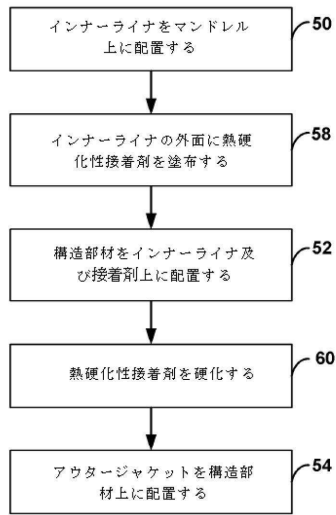 インナーライナをマンドレル
上に配置する
50
インナーライナの外面に熱硬
化性接着剤を塗布する
58
構造部材をインナーライナ及
び接着剤上に配置する
52
熱硬化性接着剤を硬化する
60
アウタージャケットを構造部
材上に配置する
54